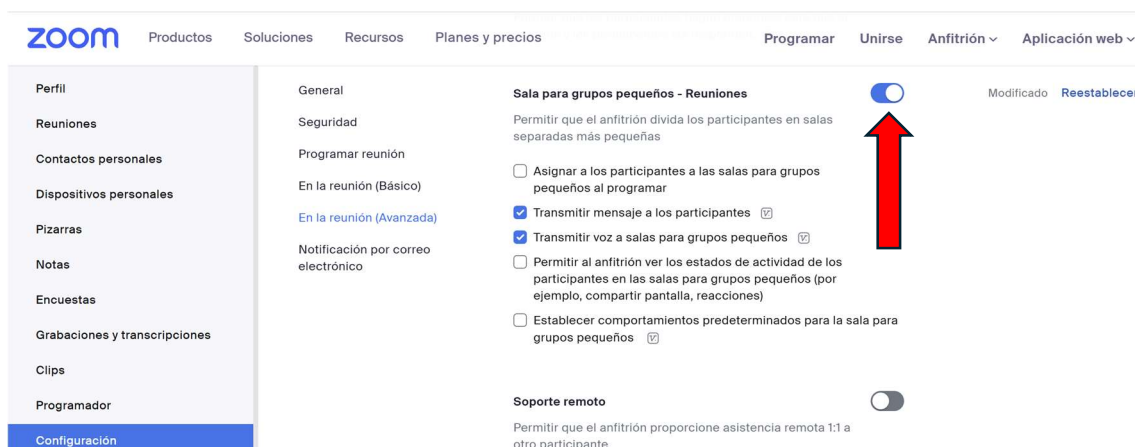 zoom Productos Soluciones Recursos Planes y precios Programar Unirse Anfitrión Aplicación web
Perfil
Reuniones
Contactos personales
Dispositivos personales
Pizarras
Notas
Encuestas
Grabaciones y transcripciones
Clips
Programador
Configuración
General
Seguridad
Programar reunión
En la reunión (Básico)
En la reunión (Avanzada)
Notificación por correo
electrónico
Sala para grupos pequeños - Reuniones
Modificado Reestablecer
Permitir que el anfitrión divida los participantes en salas
separadas más pequeñas
Asignar a los participantes a las salas para grupos
pequeños al programar
Transmitir mensaje a los participantes
Transmitir voz a salas para grupos pequeños
Permitir al anfitrión ver los estados de actividad de los
participantes en las salas para grupos pequeños (por
ejemplo, compartir pantalla, reacciones)
Establecer comportamientos predeterminados para la sala para
grupos pequeños
Soporte remoto
Permitir que el anfitrión proporcione asistencia remota 1:1 a
otro participante